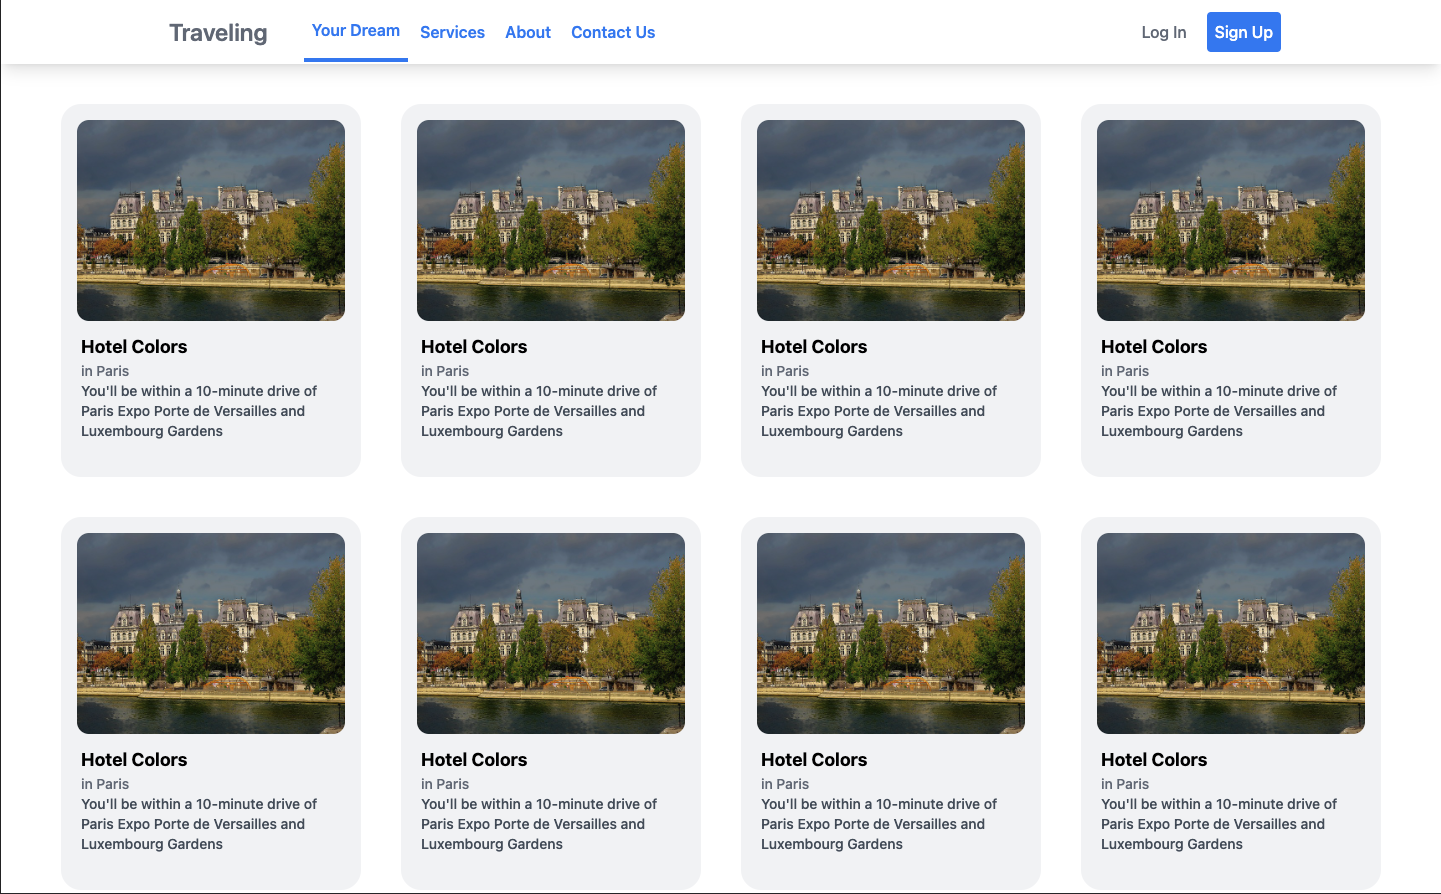 Traveling Your Dream Services About Contact Us Log In Sign Up
Hotel Colors
in Paris
You'll be within a 10-minute drive of
Paris Expo Porte de Versailles and
Luxembourg Gardens
Hotel Colors
in Paris
You'll be within a 10-minute drive of
Paris Expo Porte de Versailles and
Luxembourg Gardens
Hotel Colors
in Paris
You'll be within a 10-minute drive of
Paris Expo Porte de Versailles and
Luxembourg Gardens
Hotel Colors
in Paris
You'll be within a 10-minute drive of
Paris Expo Porte de Versailles and
Luxembourg Gardens
Hotel Colors
in Paris
You'll be within a 10-minute drive of
Paris Expo Porte de Versailles and
Luxembourg Gardens
Hotel Colors
in Paris
You'll be within a 10-minute drive of
Paris Expo Porte de Versailles and
Luxembourg Gardens
Hotel Colors
in Paris
You'll be within a 10-minute drive of
Paris Expo Porte de Versailles and
Luxembourg Gardens
Hotel Colors
in Paris
You'll be within a 10-minute drive of
Paris Expo Porte de Versailles and
Luxembourg Gardens